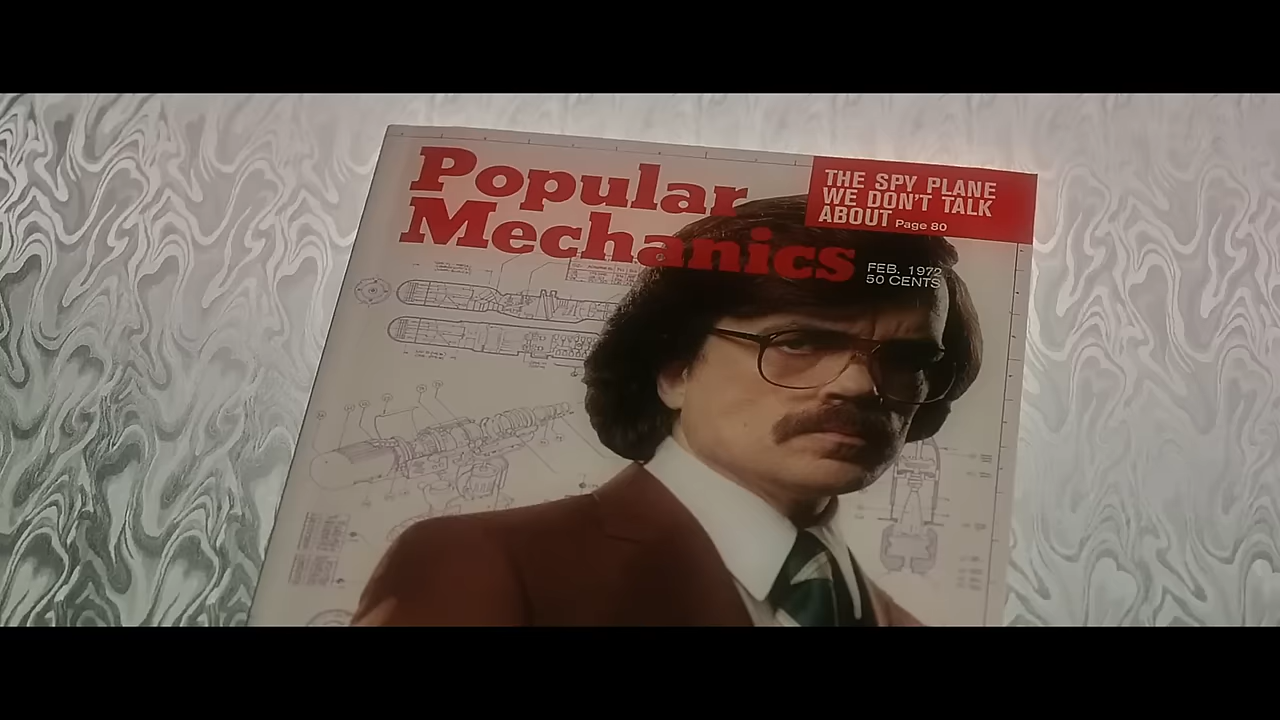 Popular
Mechanics
THE SPY PLANE
WE DON'T TALK
ABOUT Page 80
FEB. 1972
50 CENTS